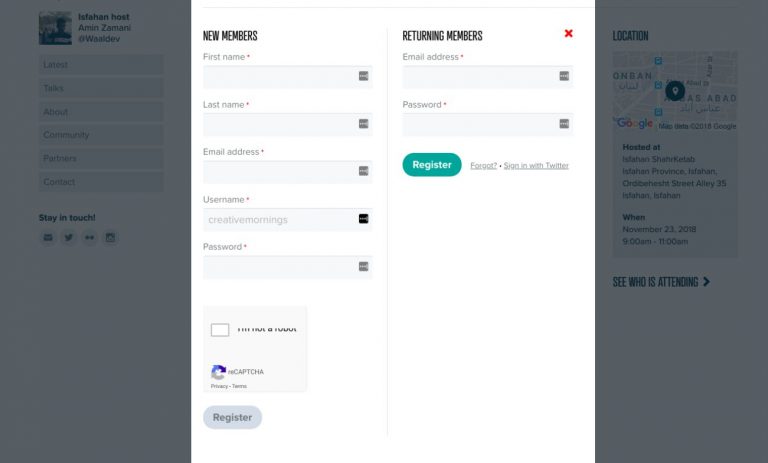 Isfahan host
Amin Zamani
@Waaldev
Latest
Talks
About
Community
Partners
Contact
Stay in touch!
NEW MEMBERS
First name *
Last name *
Email address *
Username *
creativemornings
Password *
I'm not a robot
reCAPTCHA
Privacy • Terms
Register
RETURNING MEMBERS
Email address *
Password *
Register
Forgot? • Sign in with Twitter
LOCATION
لنبان
ABBAS ABAD
عباس آباد
Google
Map data ©2018 Google
Hosted at
Isfahan ShahrKetab
Isfahan Province, Isfahan,
Ordibehesht Street Alley 35
Isfahan, Isfahan
When
November 23, 2018
9:00am - 11:00am
SEE WHO IS ATTENDING